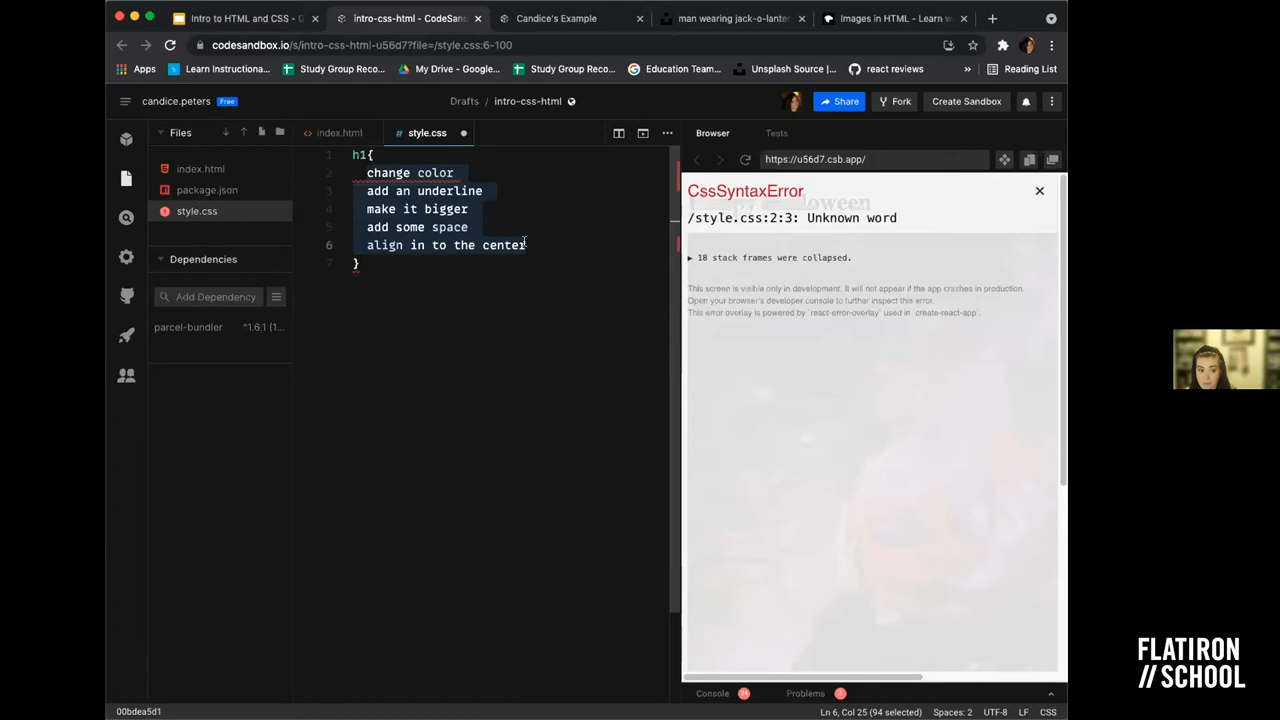 Intro to HTML and CSS - G
intro-css-html - CodeSan
Candice's Example
man wearing jack-o-lanter
Images in HTML - Learn w
codesandbox.io/s/intro-css-html-u56d7?file=/style.css:6-100
Apps
Learn Instructiona...
Study Group Reco...
My Drive - Google...
Study Group Reco...
Education Team...
Unsplash Source |...
react reviews
»
Reading List
candice.peters
Free
Drafts / intro-css-html
Share
Fork
Create Sandbox
Files
index.html
style.css
Browser
Tests
https://u56d7.csb.app/
index.html
package.json
style.css
Dependencies
Add Dependency
parcel-bundler ^1.6.1 (1...
1 h1{
2 change color
3 add an underline
4 make it bigger
5 add some space
6 align in to the center
7 }
Halloween
CssSyntaxError
/style.css:2:3: Unknown word
▶ 18 stack frames were collapsed.
This screen is visible only in development. It will not appear if the app crashes in production.
Open your browser's developer console to further inspect this error.
This error overlay is powered by `react-error-overlay` used in `create-react-app`.
Console
Problems
00bdea5d1
Ln 6, Col 25 (94 selected)
Spaces: 2
UTF-8
LF
CSS
FLATIRON
// SCHOOL